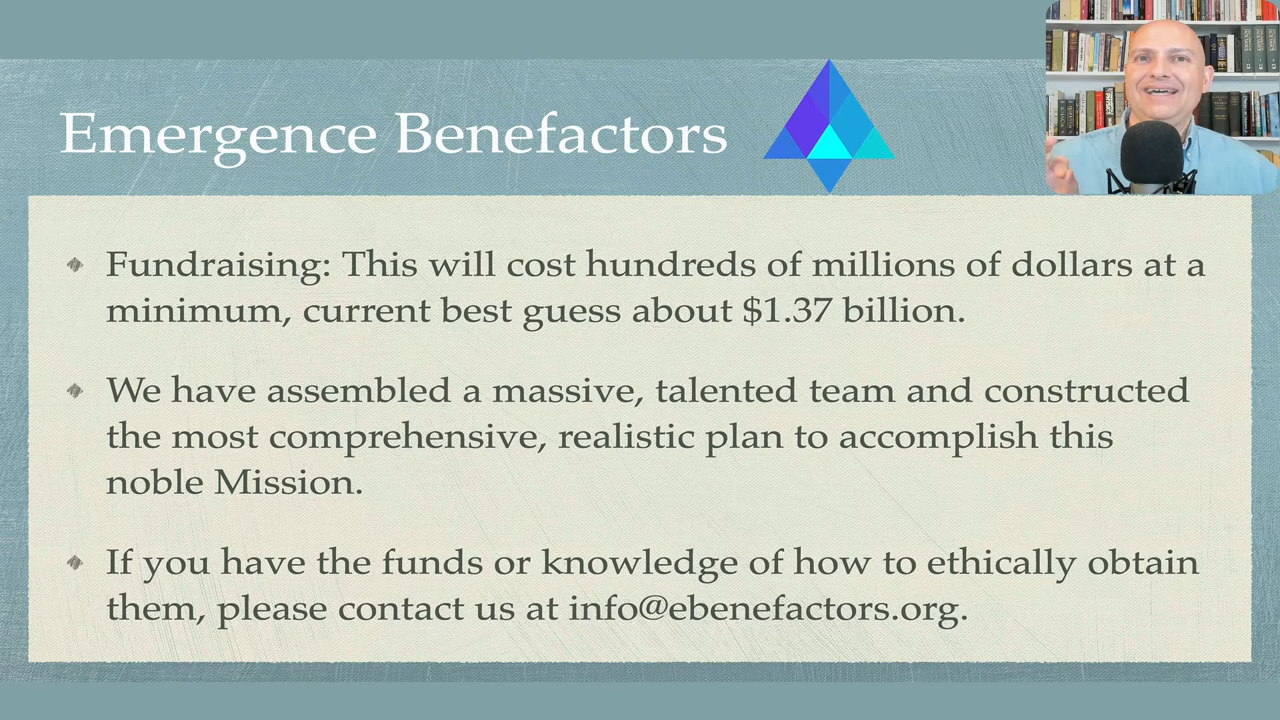 Emergence Benefactors
Fundraising: This will cost hundreds of millions of dollars at a
minimum, current best guess about $1.37 billion.
We have assembled a massive, talented team and constructed
the most comprehensive, realistic plan to accomplish this
noble Mission.
If you have the funds or knowledge of how to ethically obtain
them, please contact us at info@ebenefactors.org.